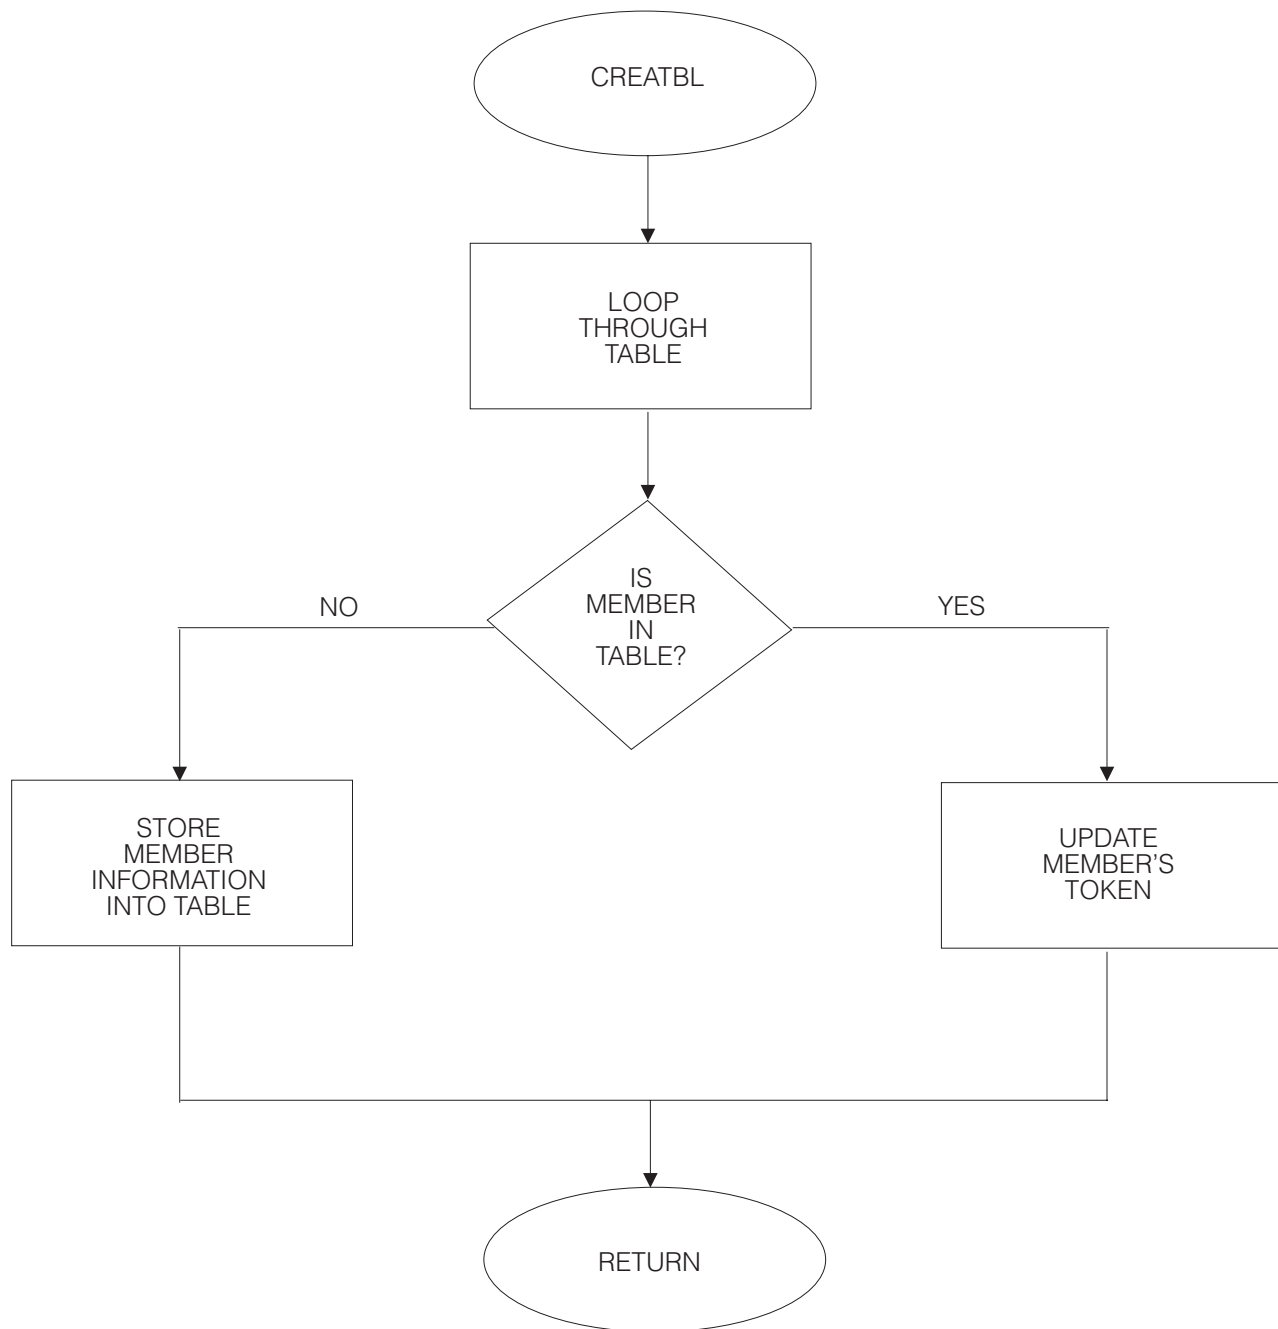 CREATBL
LOOP
THROUGH
TABLE
IS
MEMBER
IN
TABLE?
NO
YES
STORE
MEMBER
INFORMATION
INTO TABLE
UPDATE
MEMBER’S
TOKEN
RETURN